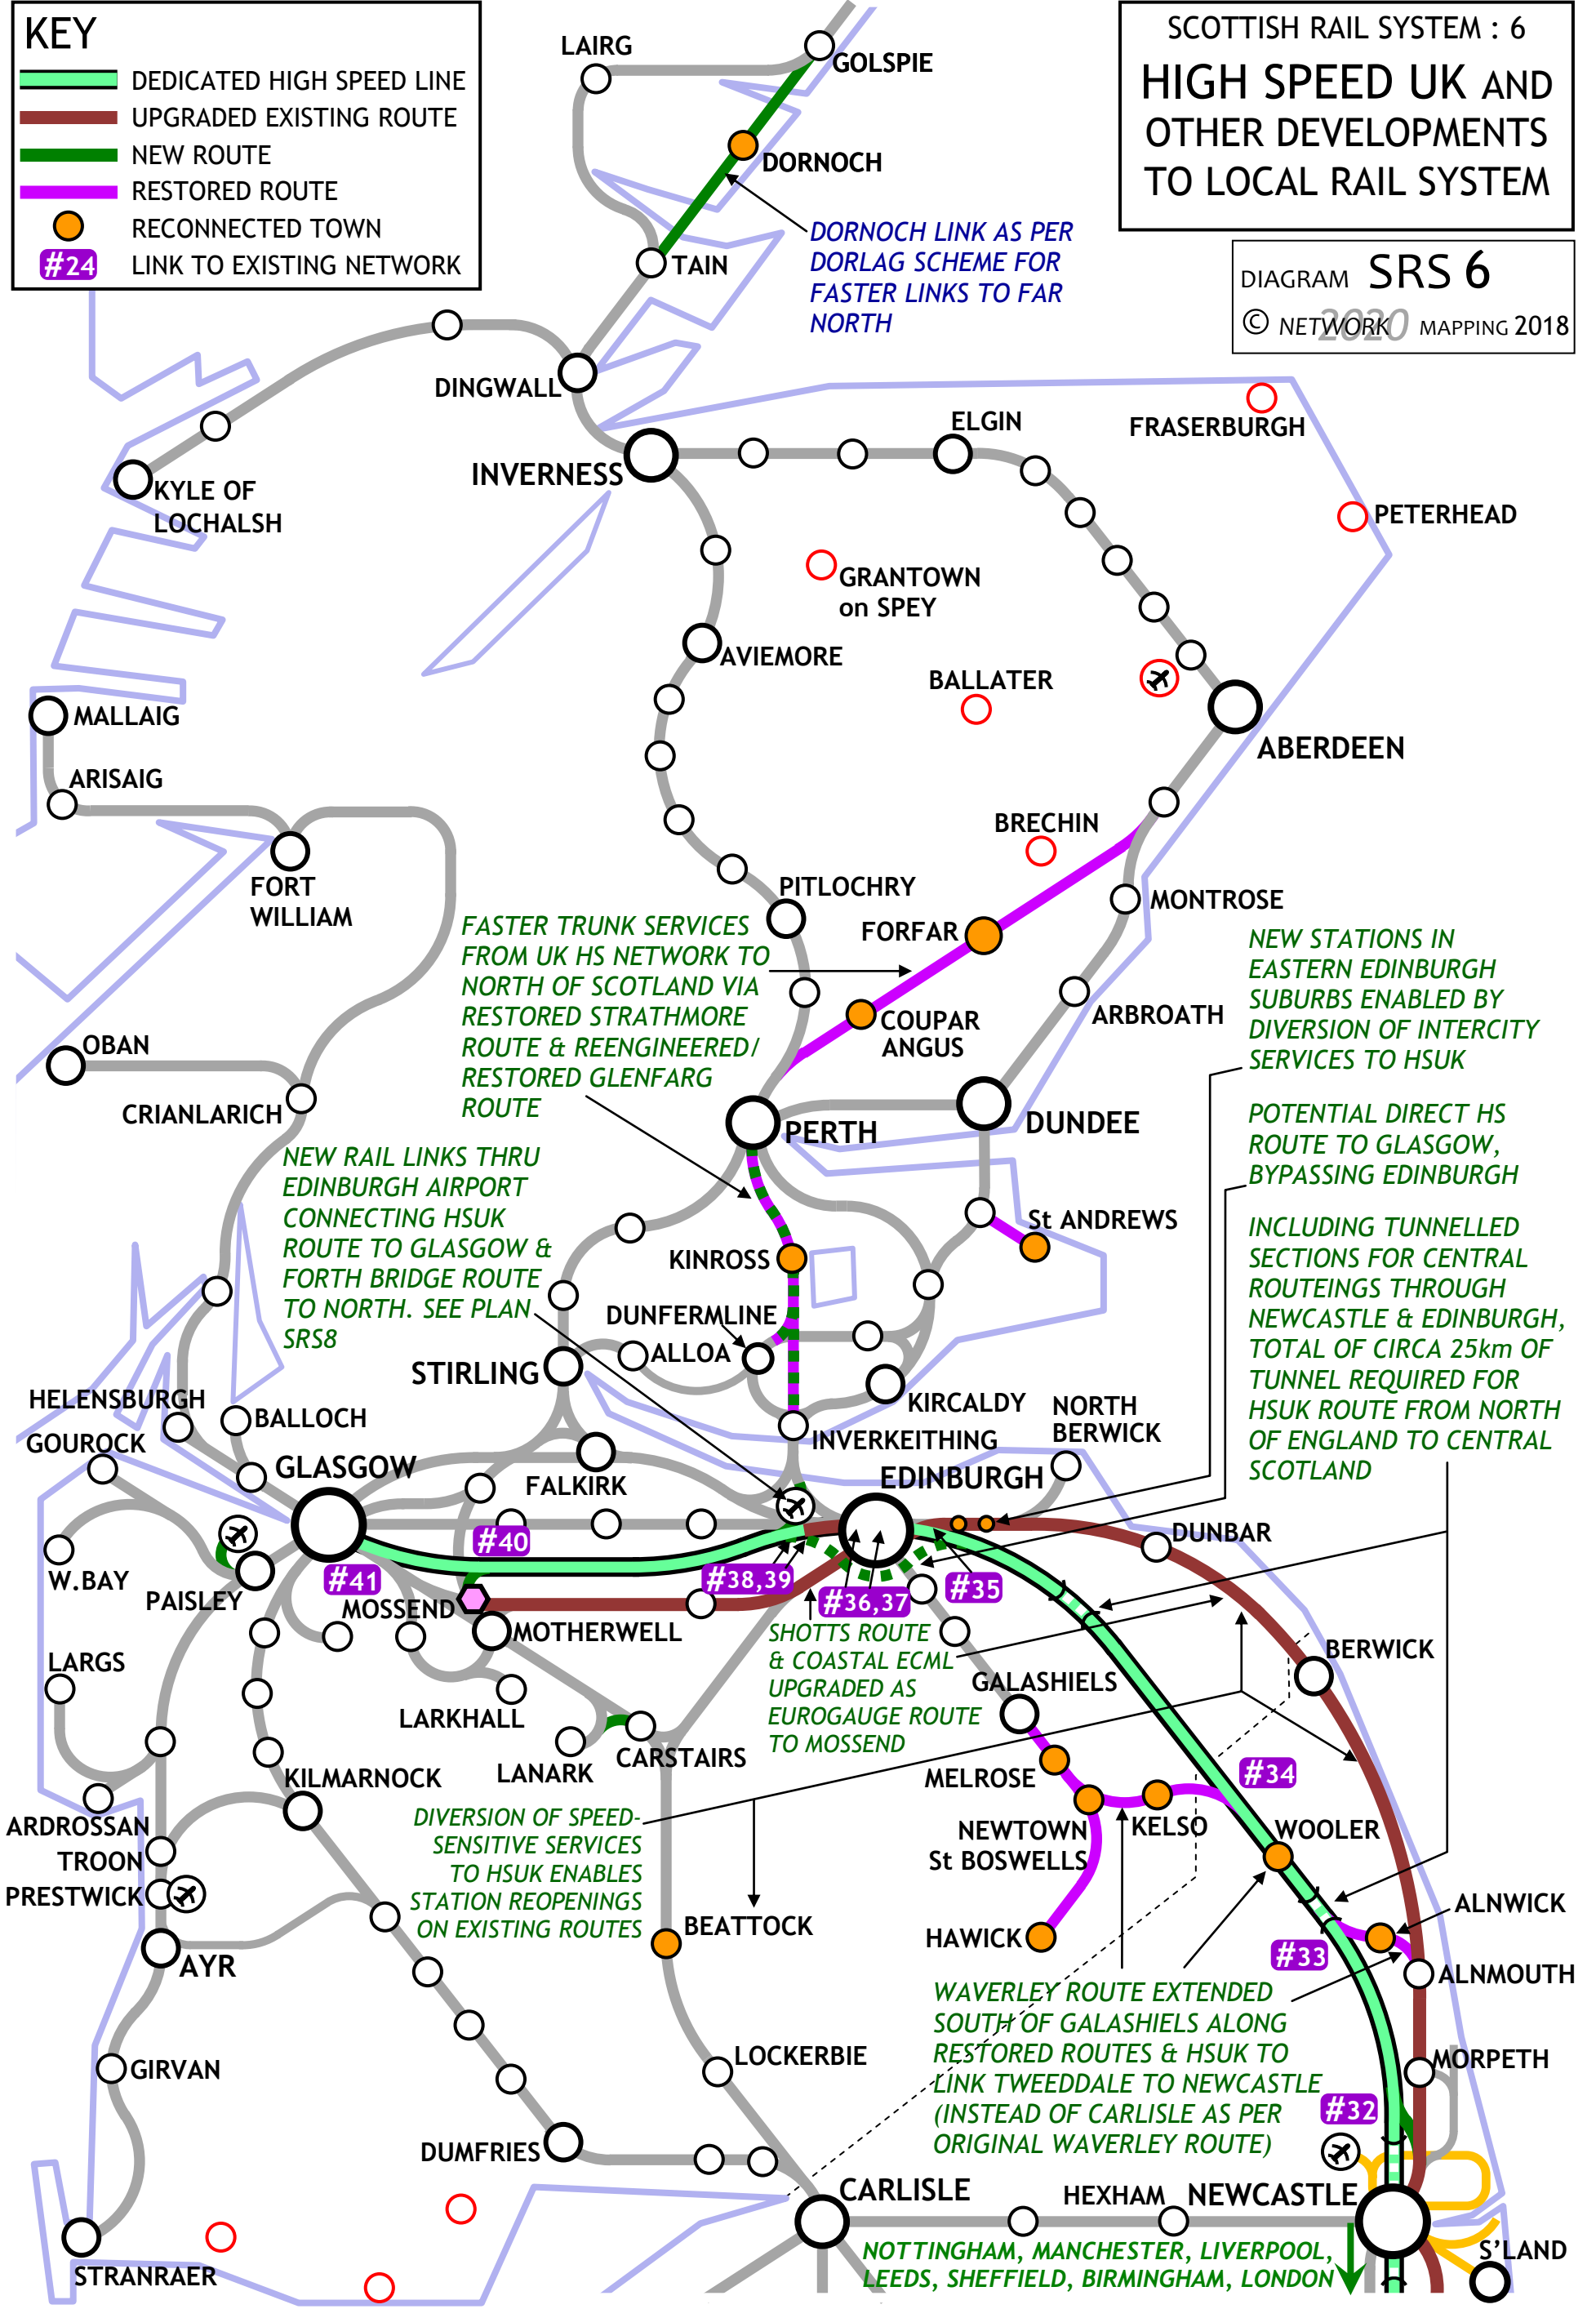 KEY
DEDICATED HIGH SPEED LINE
UPGRADED EXISTING ROUTE
NEW ROUTE
RESTORED ROUTE
RECONNECTED TOWN
#24 LINK TO EXISTING NETWORK
SCOTTISH RAIL SYSTEM : 6
HIGH SPEED UK AND
OTHER DEVELOPMENTS
TO LOCAL RAIL SYSTEM
DIAGRAM SRS 6
© NETWORK 2020 MAPPING 2018
LAIRG
GOLSPIE
DORNOCH
DORNOCH LINK AS PER
DORLAG SCHEME FOR
FASTER LINKS TO FAR
NORTH
TAIN
DINGWALL
KYLE OF
LOCHALSH
INVERNESS
ELGIN
FRASERBURGH
PETERHEAD
GRANTOWN
on SPEY
AVIEMORE
BALLATER
ABERDEEN
MALLAIG
ARISAIG
FORT
WILLIAM
BRECHIN
PITLOCHRY
MONTROSE
FORFAR
FASTER TRUNK SERVICES
FROM UK HS NETWORK TO
NORTH OF SCOTLAND VIA
RESTORED STRATHMORE
ROUTE & REENGINEERED/
RESTORED GLENFARG
ROUTE
COUPAR
ANGUS
ARBROATH
NEW STATIONS IN
EASTERN EDINBURGH
SUBURBS ENABLED BY
DIVERSION OF INTERCITY
SERVICES TO HSUK
OBAN
CRIANLARICH
PERTH
DUNDEE
POTENTIAL DIRECT HS
ROUTE TO GLASGOW,
BYPASSING EDINBURGH
NEW RAIL LINKS THRU
EDINBURGH AIRPORT
CONNECTING HSUK
ROUTE TO GLASGOW &
FORTH BRIDGE ROUTE
TO NORTH. SEE PLAN
SRS8
St ANDREWS
KINROSS
INCLUDING TUNNELLED
SECTIONS FOR CENTRAL
ROUTEINGS THROUGH
NEWCASTLE & EDINBURGH,
TOTAL OF CIRCA 25km OF
TUNNEL REQUIRED FOR
HSUK ROUTE FROM NORTH
OF ENGLAND TO CENTRAL
SCOTLAND
DUNFERMLINE
ALLOA
STIRLING
KIRCALDY
HELENSBURGH
BALLOCH
GOUROCK
NORTH
BERWICK
INVERKEITHING
GLASGOW
FALKIRK
EDINBURGH
DUNBAR
#40
W.BAY
PAISLEY
#41
MOSSEND
MOTHERWELL
#38,39
#36,37
#35
SHOTTS ROUTE
& COASTAL ECML
UPGRADED AS
EUROGAUGE ROUTE
TO MOSSEND
BERWICK
LARGS
LARKHALL
GALASHIELS
LANARK
CARSTAIRS
MELROSE
#34
KILMARNOCK
ARDROSSAN
TROON
PRESTWICK
DIVERSION OF SPEED-
SENSITIVE SERVICES
TO HSUK ENABLES
STATION REOPENINGS
ON EXISTING ROUTES
NEWTOWN
St BOSWELLS
KELSO
WOOLER
BEATTOCK
HAWICK
ALNWICK
#33
AYR
ALNMOUTH
WAVERLEY ROUTE EXTENDED
SOUTH OF GALASHIELS ALONG
RESTORED ROUTES & HSUK TO
LINK TWEEDDALE TO NEWCASTLE
(INSTEAD OF CARLISLE AS PER
ORIGINAL WAVERLEY ROUTE)
GIRVAN
LOCKERBIE
MORPETH
#32
DUMFRIES
CARLISLE
HEXHAM
NEWCASTLE
STRANRAER
NOTTINGHAM, MANCHESTER, LIVERPOOL,
LEEDS, SHEFFIELD, BIRMINGHAM, LONDON
S'LAND